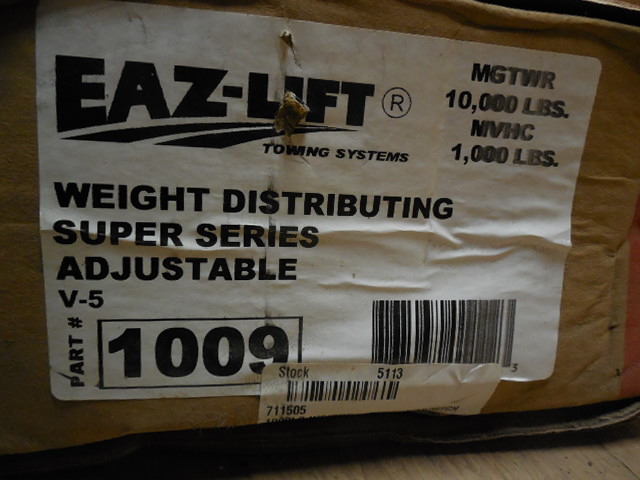 EAZ-LIFT ®
TOWING SYSTEMS
MGTWR
10,000 LBS.
MVHC
1,000 LBS.
WEIGHT DISTRIBUTING
SUPER SERIES
ADJUSTABLE
V-5
PART # 1009
3
Stock 5113
711505